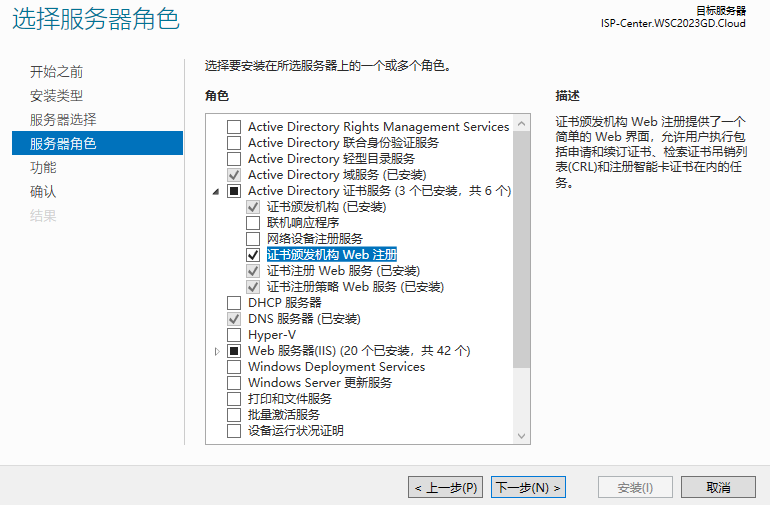 选择服务器角色
目标服务器
ISP-Center.WSC2023GD.Cloud
开始之前
安装类型
服务器选择
服务器角色
功能
确认
结果
选择要安装在所选服务器上的一个或多个角色。
角色
Active Directory Rights Management Services
Active Directory 联合身份验证服务
Active Directory 轻型目录服务
Active Directory 域服务 (已安装)
Active Directory 证书服务 (3 个已安装，共 6 个)
证书颁发机构 (已安装)
联机响应程序
网络设备注册服务
证书颁发机构 Web 注册
证书注册 Web 服务 (已安装)
证书注册策略 Web 服务 (已安装)
DHCP 服务器
DNS 服务器 (已安装)
Hyper-V
Web 服务器(IIS) (20 个已安装，共 42 个)
Windows Deployment Services
Windows Server 更新服务
打印和文件服务
批量激活服务
设备运行状况证明
描述
证书颁发机构 Web 注册提供了一个
简单的 Web 界面，允许用户执行包
括申请和续订证书、检索证书吊销列
表(CRL)和注册智能卡证书在内的任
务。
< 上一步(P)
下一步(N) >
安装(I)
取消